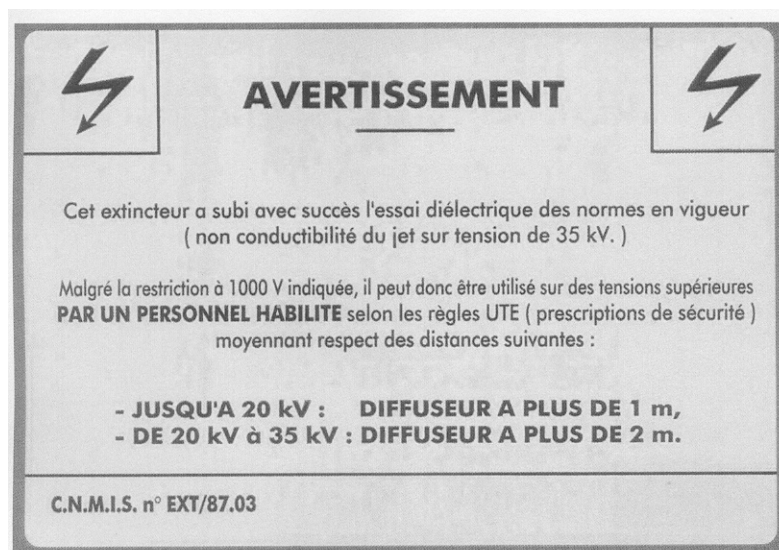 AVERTISSEMENT
Cet extincteur a subi avec succès l'essai diélectrique des normes en vigueur
( non conductibilité du jet sur tension de 35 kV. )
Malgré la restriction à 1000 V indiquée, il peut donc être utilisé sur des tensions supérieures
PAR UN PERSONNEL HABILITE selon les règles UTE ( prescriptions de sécurité )
moyennant respect des distances suivantes :
- JUSQU'A 20 kV : DIFFUSEUR A PLUS DE 1 m,
- DE 20 kV à 35 kV : DIFFUSEUR A PLUS DE 2 m.
C.N.M.I.S. n° EXT/87.03